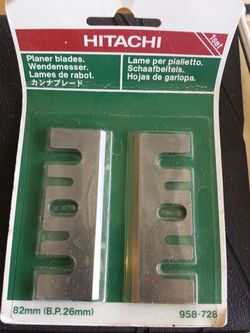 HITACHI
1set
Planer blades.
Wendemesser.
Lames de rabot.
カンナブレード
Lame per pialletto.
Schaafbeitels.
Hojas de garlopa.
82mm (B.P. 26mm)
958-728